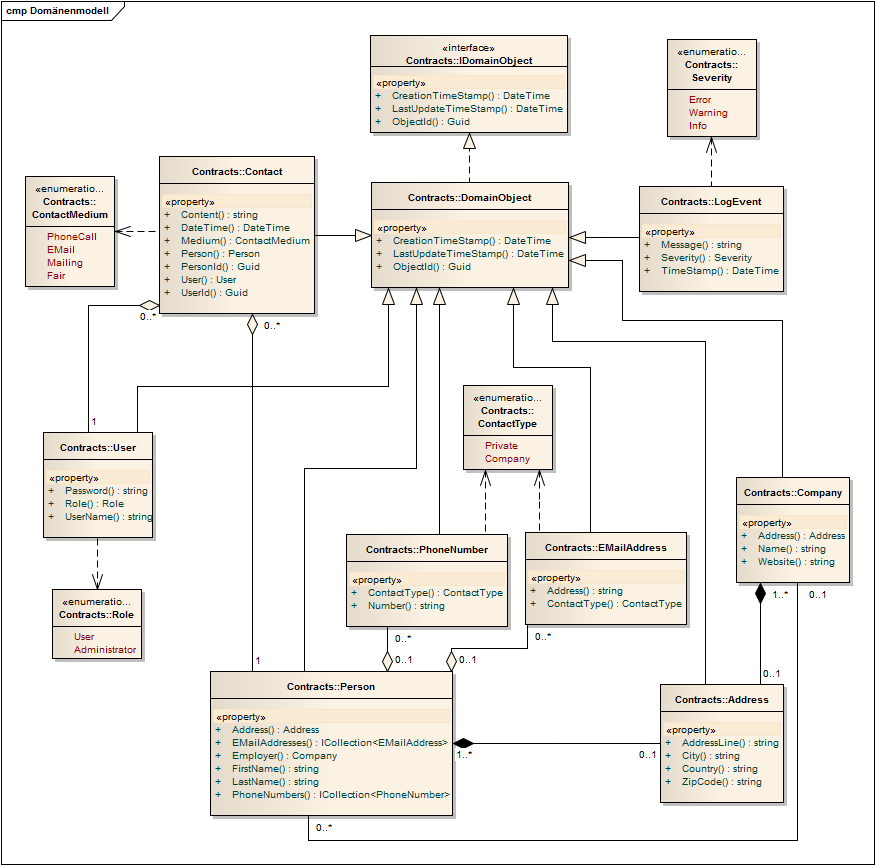 cmp Domänenmodell
«interface»
Contracts::IDomainObject
«property»
+ CreationTimeStamp() : DateTime
+ LastUpdateTimeStamp() : DateTime
+ ObjectId() : Guid
«enumeratio...
Contracts::
Severity
Error
Warning
Info
«enumeratio...
Contracts::
ContactMedium
PhoneCall
EMail
Mailing
Fair
Contracts::Contact
«property»
+ Content() : string
+ DateTime() : DateTime
+ Medium() : ContactMedium
+ Person() : Person
+ PersonId() : Guid
+ User() : User
+ UserId() : Guid
Contracts::DomainObject
«property»
+ CreationTimeStamp() : DateTime
+ LastUpdateTimeStamp() : DateTime
+ ObjectId() : Guid
Contracts::LogEvent
«property»
+ Message() : string
+ Severity() : Severity
+ TimeStamp() : DateTime
0..*
0..*
1
«enumeratio...
Contracts::
ContactType
Private
Company
Contracts::User
«property»
+ Password() : string
+ Role() : Role
+ UserName() : string
Contracts::Company
«property»
+ Address() : Address
+ Name() : string
+ Website() : string
Contracts::PhoneNumber
«property»
+ ContactType() : ContactType
+ Number() : string
Contracts::EMailAddress
«property»
+ Address() : string
+ ContactType() : ContactType
«enumeratio...
Contracts::Role
User
Administrator
1..*
0..1
0..*
0..*
1
0..1
0..1
0..1
Contracts::Person
«property»
+ Address() : Address
+ EMailAddresses() : ICollection<EMailAddress>
+ Employer() : Company
+ FirstName() : string
+ LastName() : string
+ PhoneNumbers() : ICollection<PhoneNumber>
Contracts::Address
«property»
+ AddressLine() : string
+ City() : string
+ Country() : string
+ ZipCode() : string
1..*
0..1
0..*